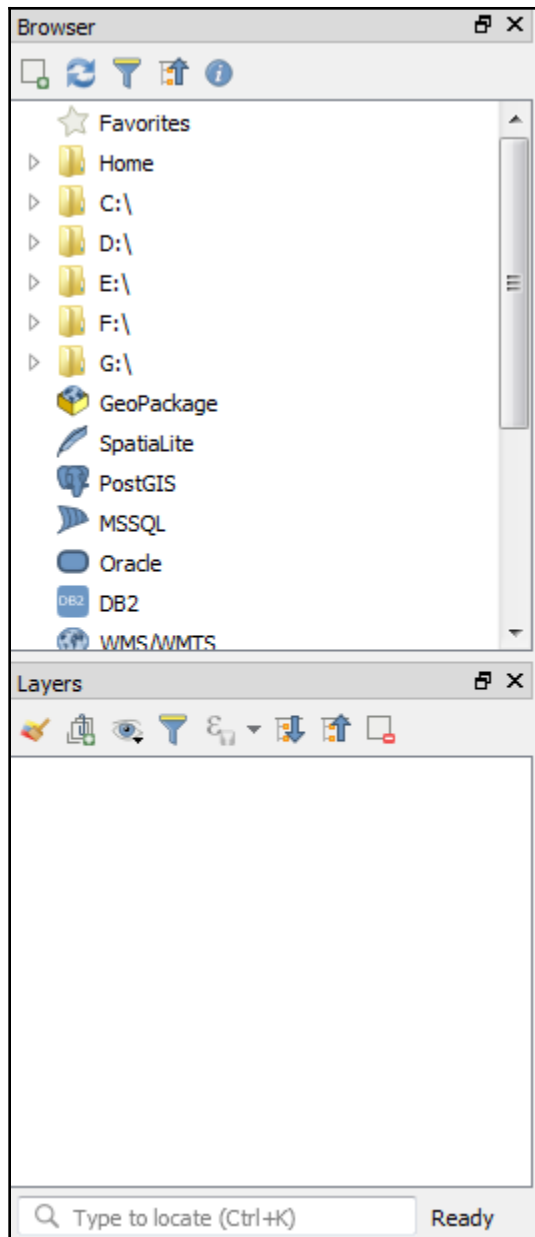 Browser
Favorites
Home
C:\
D:\
E:\
F:\
G:\
GeoPackage
SpatiaLite
PostGIS
MSSQL
Oracle
DB2 DB2
WMS/WMTS
Layers
Type to locate (Ctrl+K) Ready